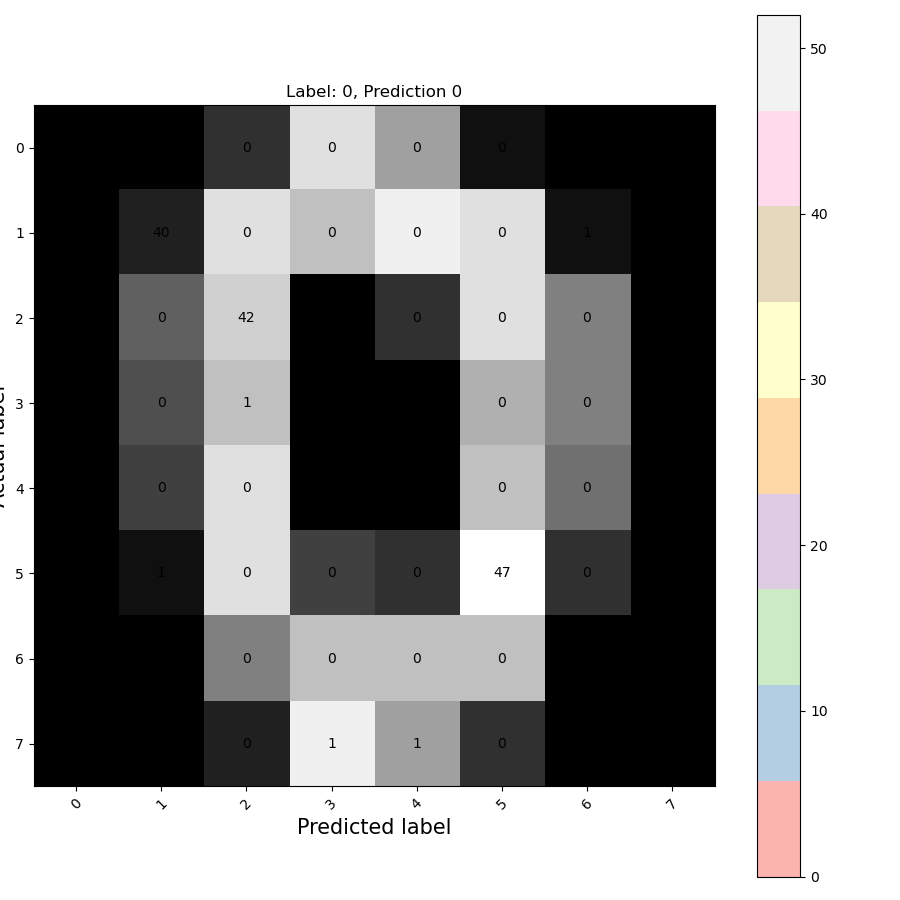 Label: 0, Prediction 0
50
0 0 0 0 0
1 40 0 0 0 0 1
40
2 0 42 0 0 0
30
3 0 1 0 0
4 0 0 0 0
20
5 1 0 0 0 47 0
6 0 0 0 0
10
7 0 1 1 0
0 1 2 3 4 5 6 7
Predicted label
0